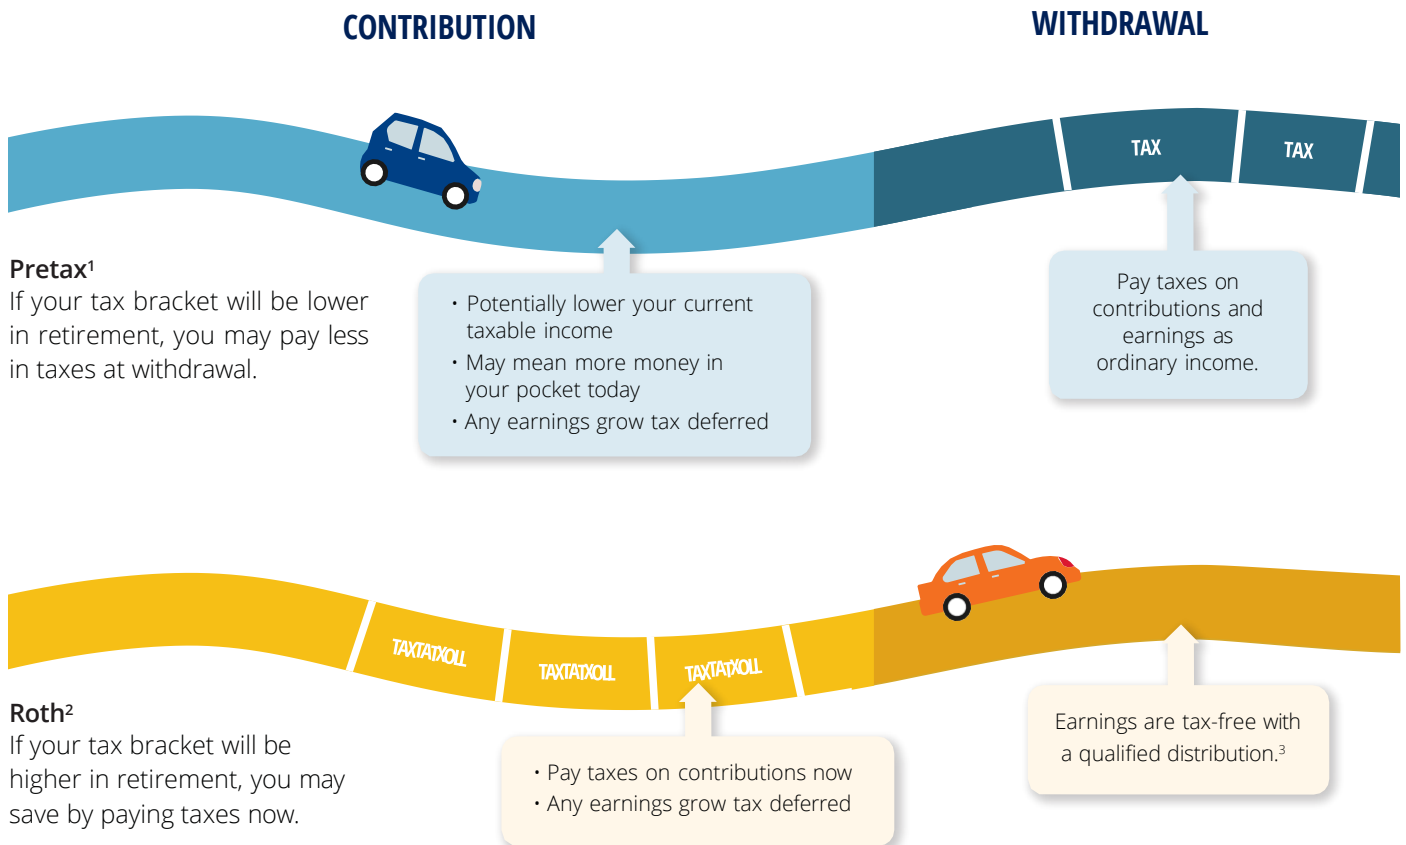 CONTRIBUTION
WITHDRAWAL
TAX
TAX
Pretax¹
If your tax bracket will be lower
in retirement, you may pay less
in taxes at withdrawal.
• Potentially lower your current
taxable income
• May mean more money in
your pocket today
• Any earnings grow tax deferred
Pay taxes on
contributions and
earnings as
ordinary income.
TAXTATXOLL
TAXTATXOLL
TAXTATXOLL
Roth²
If your tax bracket will be
higher in retirement, you may
save by paying taxes now.
• Pay taxes on contributions now
• Any earnings grow tax deferred
Earnings are tax-free with
a qualified distribution.³